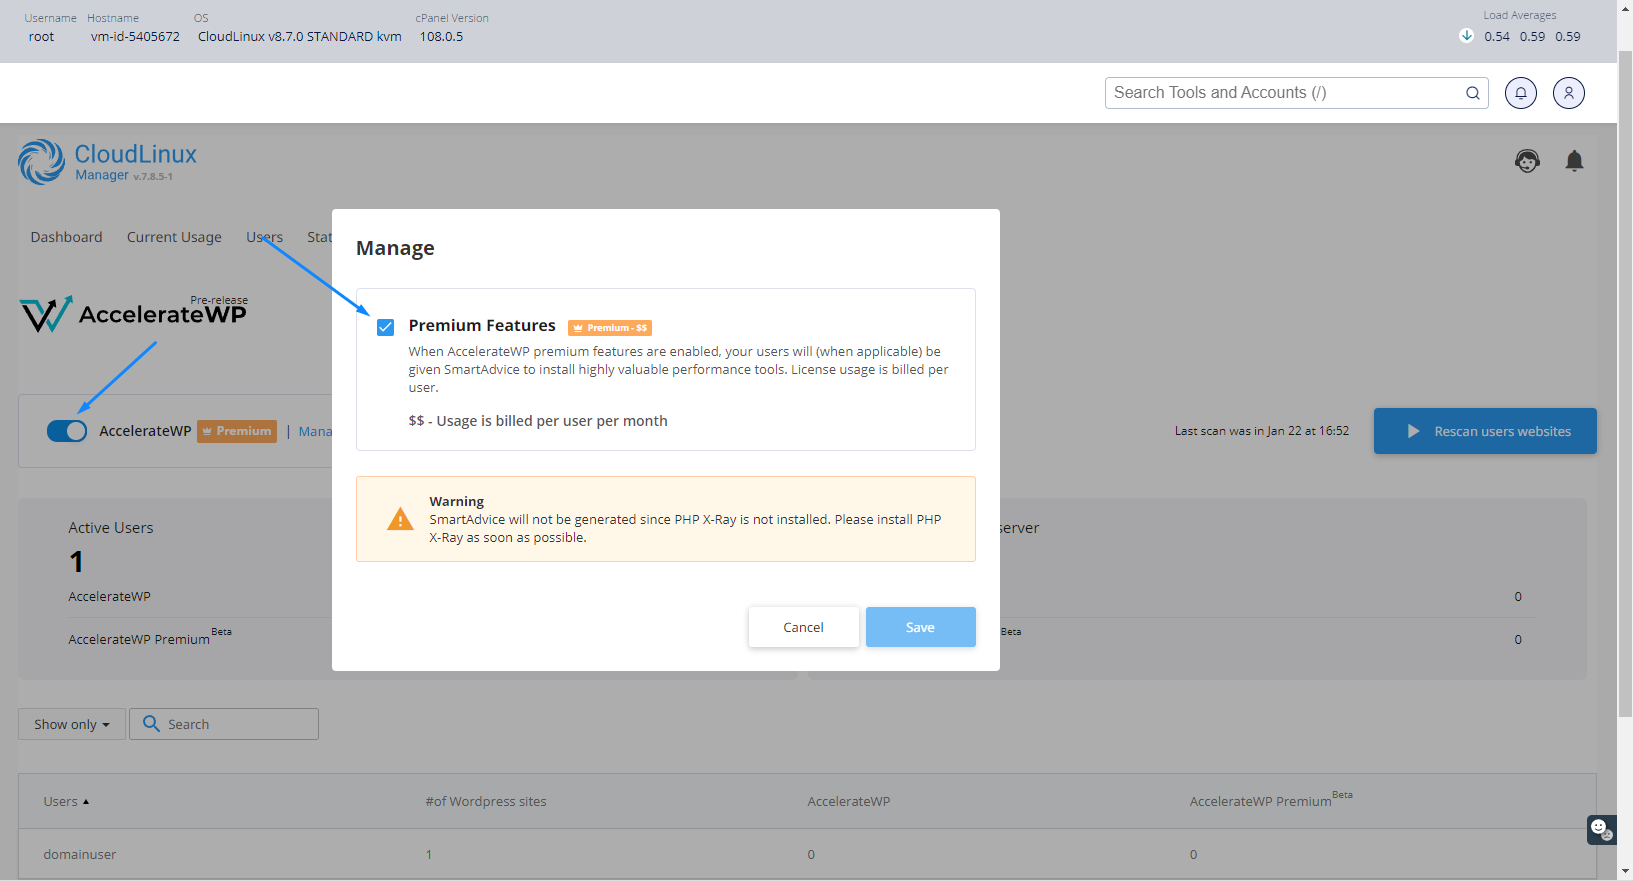 Username Hostname OS cPanel Version
root vm-id-5405672 CloudLinux v8.7.0 STANDARD kvm 108.0.5
Load Averages
0.54 0.59 0.59
Search Tools and Accounts (/)
CloudLinux
Manager v.7.8.5-1
Dashboard Current Usage Users Stat
Pre-release
AccelerateWP
AccelerateWP Premium | Mana
Last scan was in Jan 22 at 16:52
Rescan users websites
Manage
Premium Features Premium - $$
When AccelerateWP premium features are enabled, your users will (when applicable) be
given SmartAdvice to install highly valuable performance tools. License usage is billed per
user.
$$ - Usage is billed per user per month
Warning
SmartAdvice will not be generated since PHP X-Ray is not installed. Please install PHP
X-Ray as soon as possible.
Cancel Save
Active Users
1
AccelerateWP
AccelerateWP Premium Beta
server
0
Beta 0
Show only Search
Users #of Wordpress sites AccelerateWP AccelerateWP Premium Beta
domainuser 1 0 0